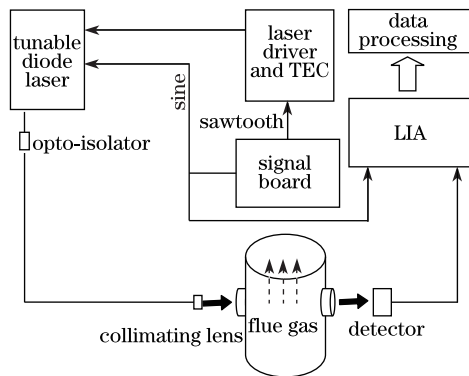 tunable
diode
laser
laser
driver
and TEC
data
processing
sine
sawtooth
LIA
opto-isolator
signal
board
collimating lens
flue gas
detector